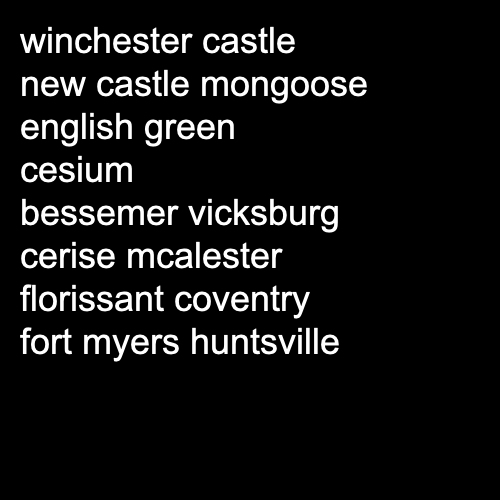 winchester castle
new castle mongoose
english green
cesium
bessemer vicksburg
cerise mcalester
florissant coventry
fort myers huntsville